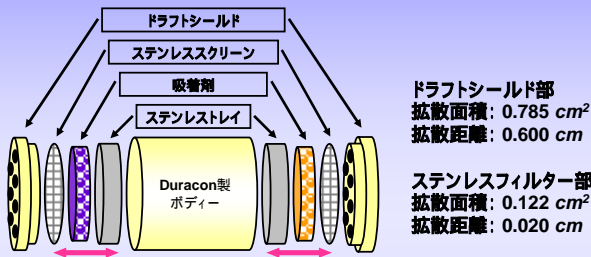 ドラフトシールド
ステンレススクリーン
吸着剤
ステンレストレイ
Duracon製
ボディー
ドラフトシールド部
拡散面積: 0.785 cm²
拡散距離: 0.600 cm
ステンレスフィルター部
拡散面積: 0.122 cm²
拡散距離: 0.020 cm